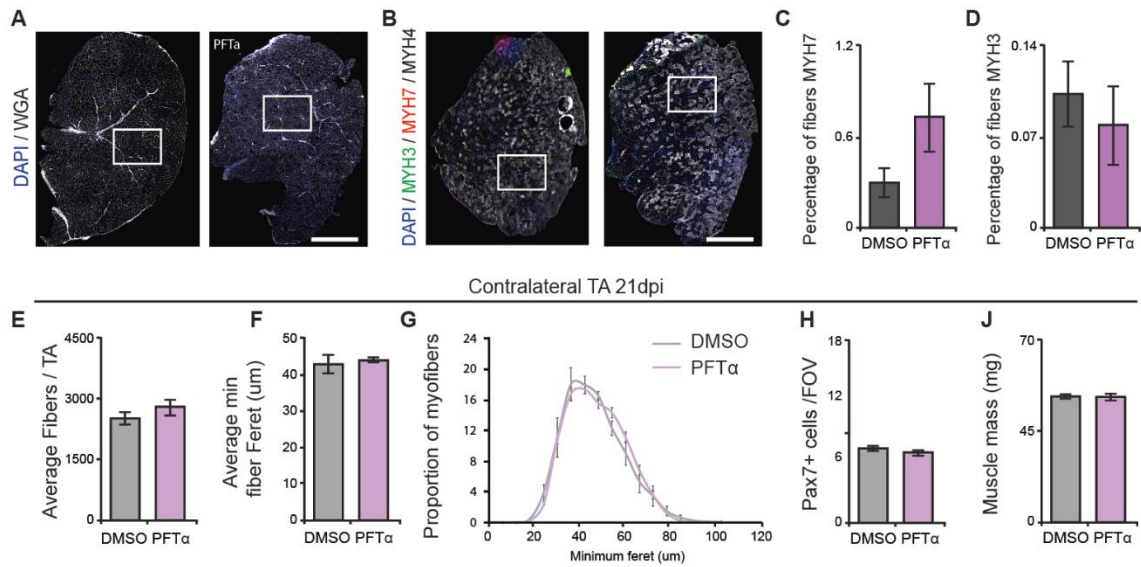 A
DAPI / WGA
PFTa
B
DAPI / MYH3 / MYH7 / MYH4
C
Percentage of fibers MYH7
1.2
0.6
0
DMSO PFTα
D
Percentage of fibers MYH3
0.14
0.07
0
DMSO PFTα
Contralateral TA 21dpi
E
Average Fibers / TA
4500
3000
1500
0
DMSO PFTα
F
Average min
fiber Feret (um)
50
40
20
0
DMSO PFTα
G
Proportion of myofibers
24
20
16
12
8
4
0
0 20 40 60 80 100 120
Minimum feret (um)
DMSO
PFTα
H
Pax7+ cells /FOV
18
12
6
0
DMSO PFTα
J
Muscle mass (mg)
70
45
20
0
DMSO PFTα